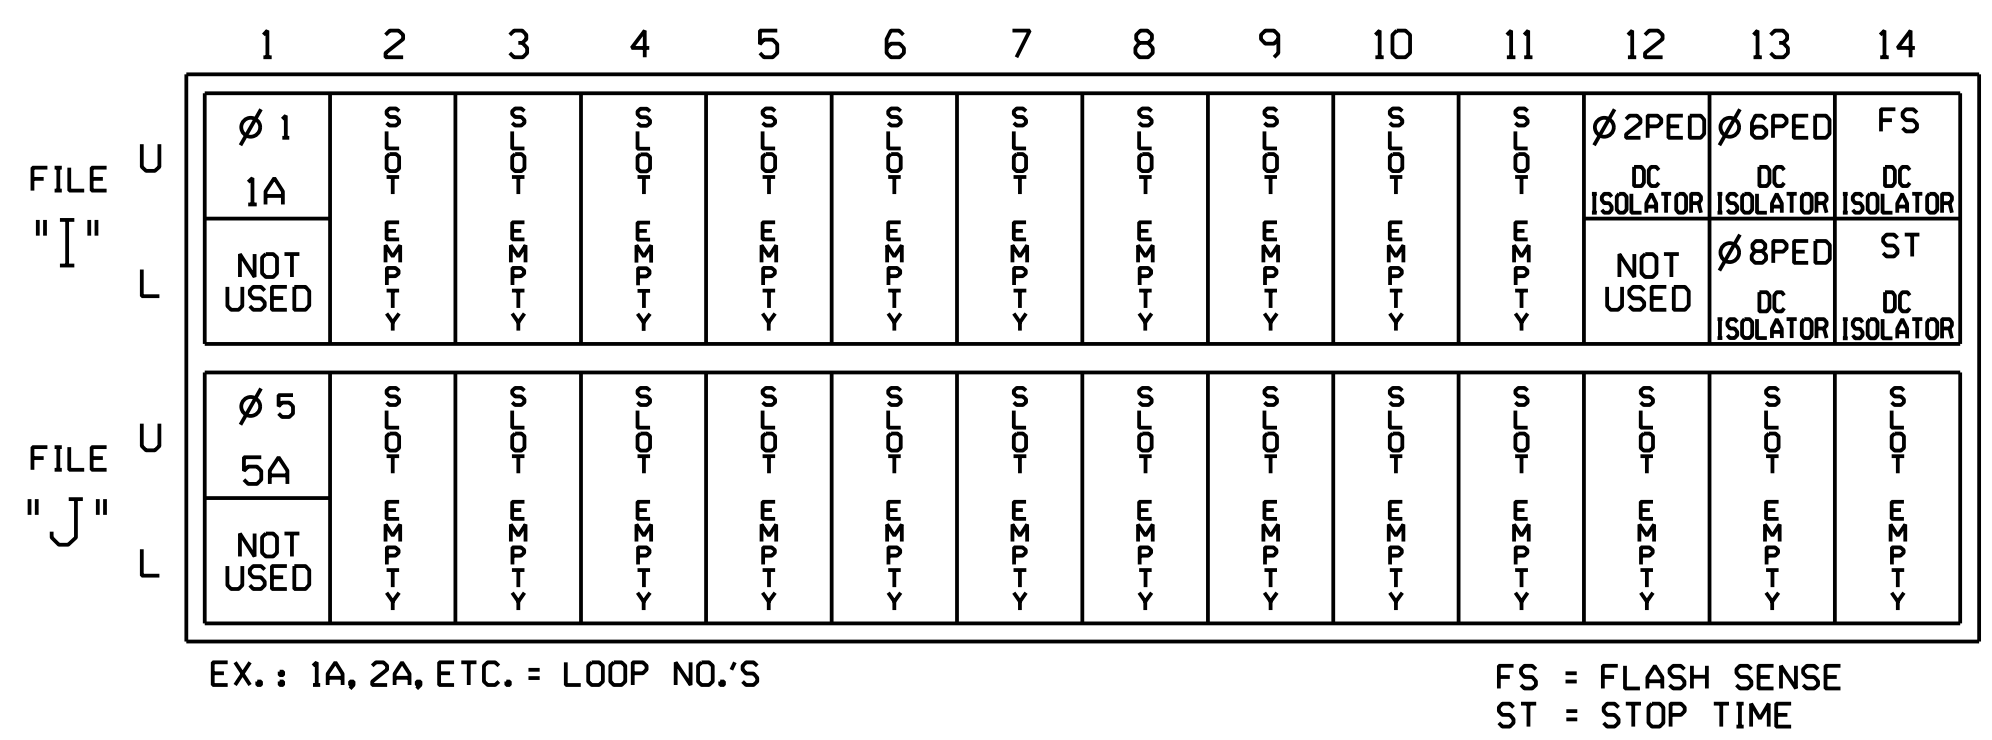 1 2 3 4 5 6 7 8 9 10 11 12 13 14
FILE "I"
U
L
Ø 1
1A
NOT
USED
SLOT EMPTY
SLOT EMPTY
SLOT EMPTY
SLOT EMPTY
SLOT EMPTY
SLOT EMPTY
SLOT EMPTY
SLOT EMPTY
SLOT EMPTY
SLOT EMPTY
Ø 2PED
DC
ISOLATOR
NOT
USED
Ø 6PED
DC
ISOLATOR
Ø 8PED
DC
ISOLATOR
FS
DC
ISOLATOR
ST
DC
ISOLATOR
FILE "J"
U
L
Ø 5
5A
NOT
USED
SLOT EMPTY
SLOT EMPTY
SLOT EMPTY
SLOT EMPTY
SLOT EMPTY
SLOT EMPTY
SLOT EMPTY
SLOT EMPTY
SLOT EMPTY
SLOT EMPTY
SLOT EMPTY
SLOT EMPTY
SLOT EMPTY
EX.: 1A, 2A, ETC. = LOOP NO.'S
FS = FLASH SENSE
ST = STOP TIME